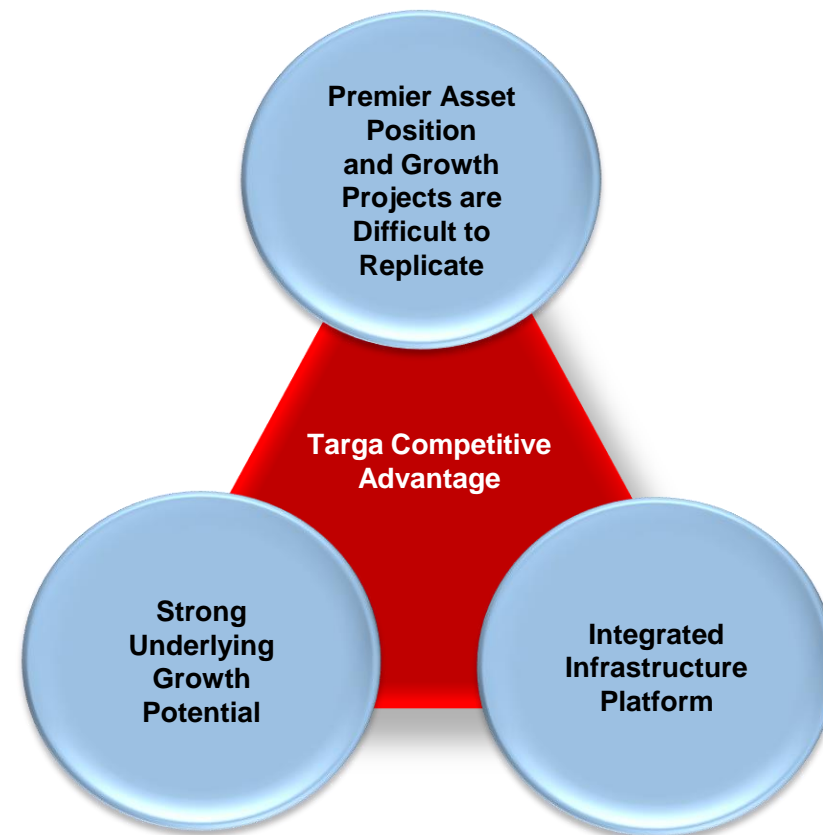 Premier Asset
Position
and Growth
Projects are
Difficult to
Replicate
Targa Competitive
Advantage
Strong
Underlying
Growth
Potential
Integrated
Infrastructure
Platform